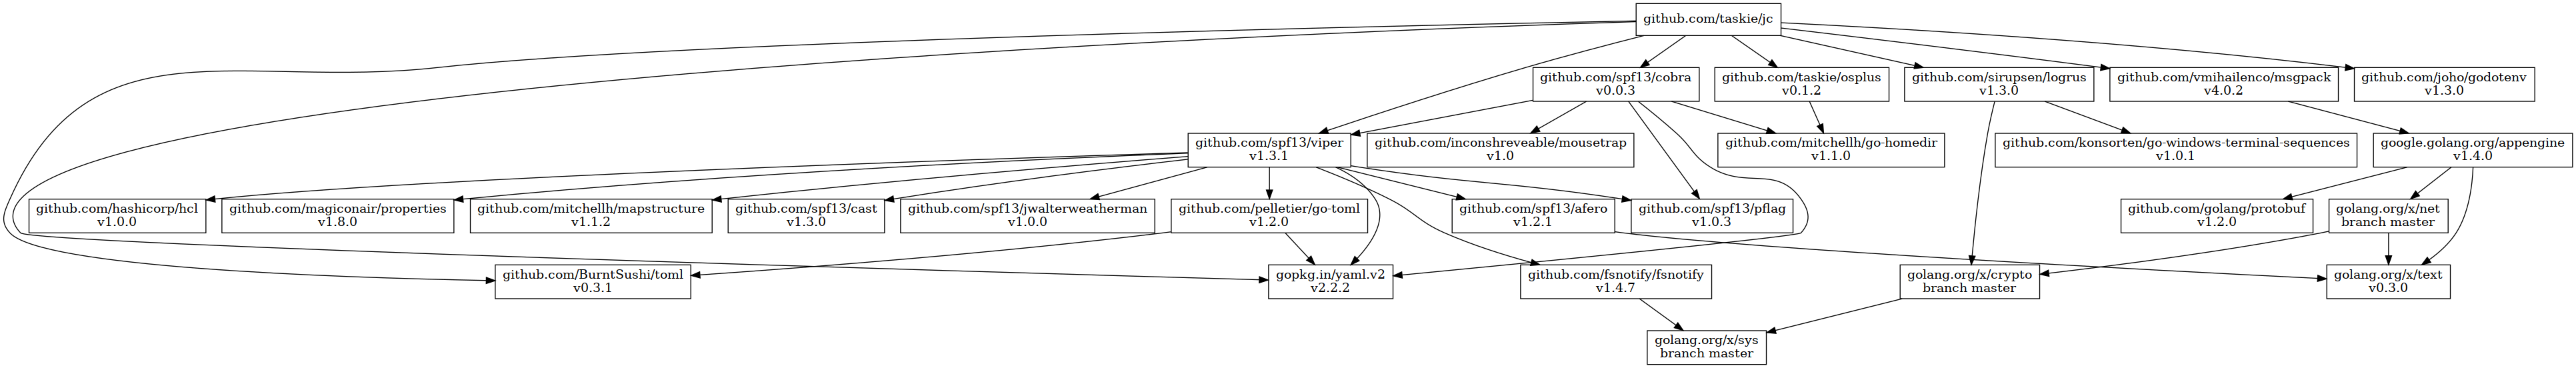 github.com/taskie/jc
github.com/spf13/cobra
v0.0.3
github.com/taskie/osplus
v0.1.2
github.com/sirupsen/logrus
v1.3.0
github.com/vmihailenco/msgpack
v4.0.2
github.com/joho/godotenv
v1.3.0
github.com/spf13/viper
v1.3.1
github.com/inconshreveable/mousetrap
v1.0
github.com/mitchellh/go-homedir
v1.1.0
github.com/konsorten/go-windows-terminal-sequences
v1.0.1
google.golang.org/appengine
v1.4.0
github.com/hashicorp/hcl
v1.0.0
github.com/magiconair/properties
v1.8.0
github.com/mitchellh/mapstructure
v1.1.2
github.com/spf13/cast
v1.3.0
github.com/spf13/jwalterweatherman
v1.0.0
github.com/pelletier/go-toml
v1.2.0
github.com/spf13/afero
v1.2.1
github.com/spf13/pflag
v1.0.3
github.com/golang/protobuf
v1.2.0
golang.org/x/net
branch master
github.com/BurntSushi/toml
v0.3.1
gopkg.in/yaml.v2
v2.2.2
github.com/fsnotify/fsnotify
v1.4.7
golang.org/x/crypto
branch master
golang.org/x/text
v0.3.0
golang.org/x/sys
branch master